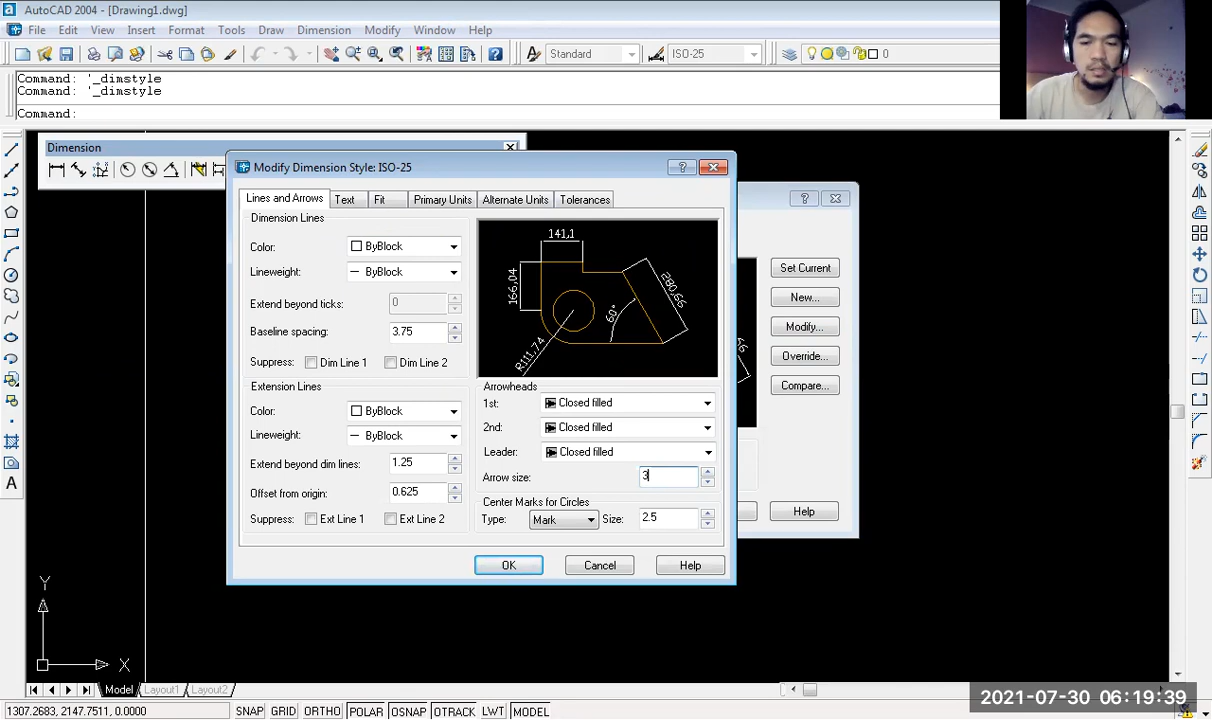 AutoCAD 2004 - [Drawing1.dwg]
File Edit View Insert Format Tools Draw Dimension Modify Window Help
Standard ISO-25 0
Command: '_dimstyle
Command: '_dimstyle
Command:
Dimension
Modify Dimension Style: ISO-25
Lines and Arrows Text Fit Primary Units Alternate Units Tolerances
Dimension Lines
Color: ByBlock
Lineweight: ByBlock
Extend beyond ticks: 0
Baseline spacing: 3.75
Suppress: Dim Line 1 Dim Line 2
Extension Lines
Color: ByBlock
Lineweight: ByBlock
Extend beyond dim lines: 1.25
Offset from origin: 0.625
Suppress: Ext Line 1 Ext Line 2
141,1
166,04
280,66
60°
R111,74
Arrowheads
1st: Closed filled
2nd: Closed filled
Leader: Closed filled
Arrow size: 3
Center Marks for Circles
Type: Mark Size: 2.5
OK Cancel Help
Set Current
New...
Modify...
Override...
Compare...
Help
Y
X
Model Layout1 Layout2
1307.2683, 2147.7511, 0.0000 SNAP GRID ORTHO POLAR OSNAP OTRACK LWT MODEL
2021-07-30 06:19:39